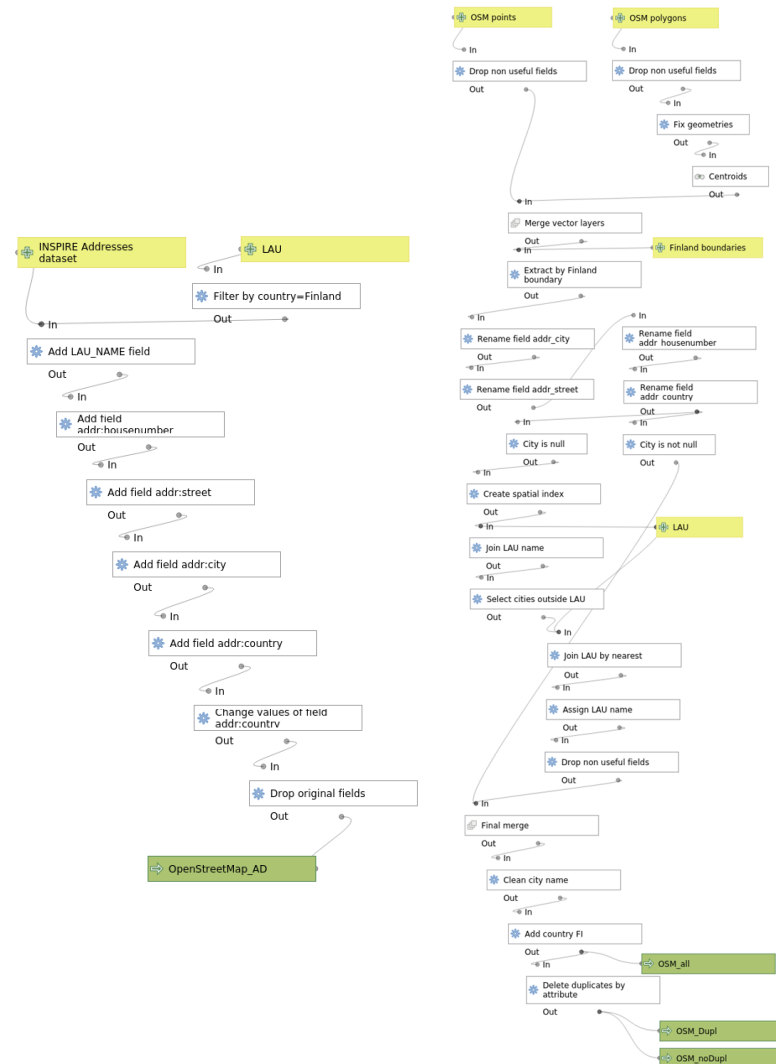 INSPIRE Addresses
dataset
LAU
In
Filter by country=Finland
In
Out
Add LAU_NAME field
Out
In
Add field
addr:housenumber
Out
In
Add field addr:street
Out
In
Add field addr:city
Out
In
Add field addr:country
Out
In
Change values of field
addr:country
Out
In
Drop original fields
Out
OpenStreetMap_AD
OSM points
OSM polygons
In
In
Drop non useful fields
Drop non useful fields
Out
Out
In
Fix geometries
Out
In
Centroids
Out
In
Merge vector layers
Out
In
Finland boundaries
Extract by Finland
boundary
Out
In
In
Rename field addr_city
Rename field
addr_housenumber
Out
Out
In
In
Rename field addr_street
Rename field
addr_country
Out
Out
In
In
City is null
City is not null
Out
Out
In
Create spatial index
Out
In
LAU
Join LAU name
Out
In
Select cities outside LAU
Out
In
Join LAU by nearest
Out
In
Assign LAU name
Out
In
Drop non useful fields
Out
In
Final merge
Out
In
Clean city name
Out
In
Add country FI
Out
In
OSM_all
Delete duplicates by
attribute
Out
OSM_Dupl
OSM_noDupl